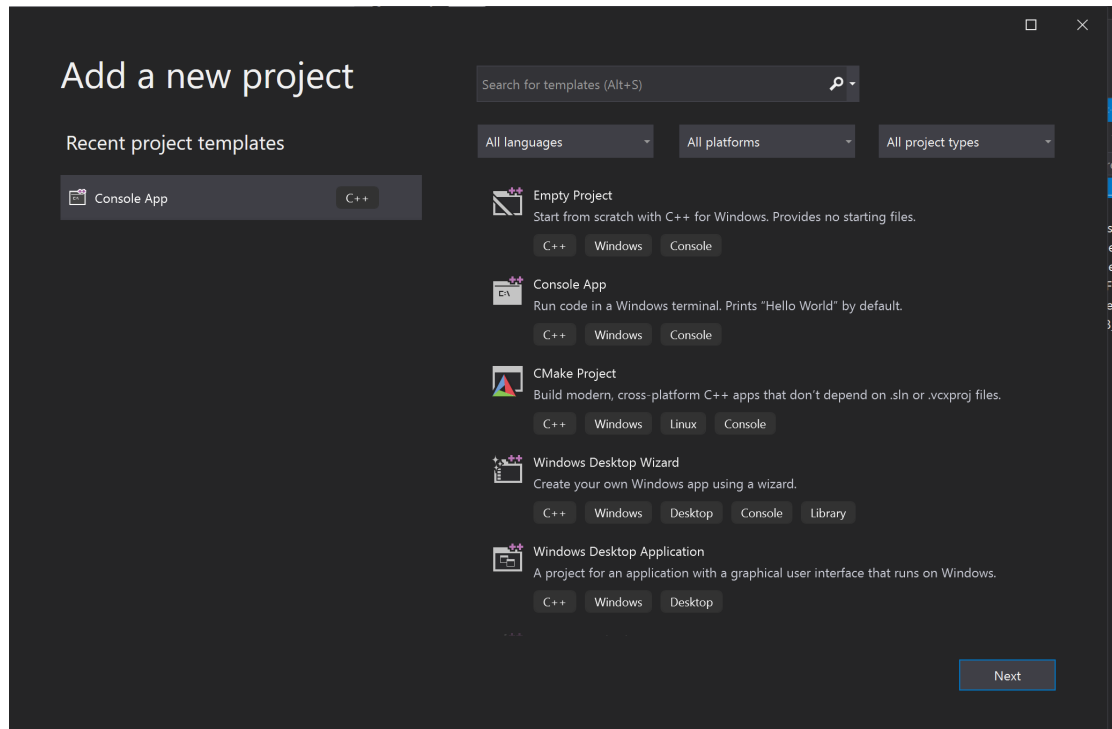 Add a new project
Search for templates (Alt+S)
Recent project templates
All languages
All platforms
All project types
Console App
C++
Empty Project
Start from scratch with C++ for Windows. Provides no starting files.
C++ Windows Console
Console App
Run code in a Windows terminal. Prints "Hello World" by default.
C++ Windows Console
CMake Project
Build modern, cross-platform C++ apps that don't depend on .sln or .vcxproj files.
C++ Windows Linux Console
Windows Desktop Wizard
Create your own Windows app using a wizard.
C++ Windows Desktop Console Library
Windows Desktop Application
A project for an application with a graphical user interface that runs on Windows.
C++ Windows Desktop
Next